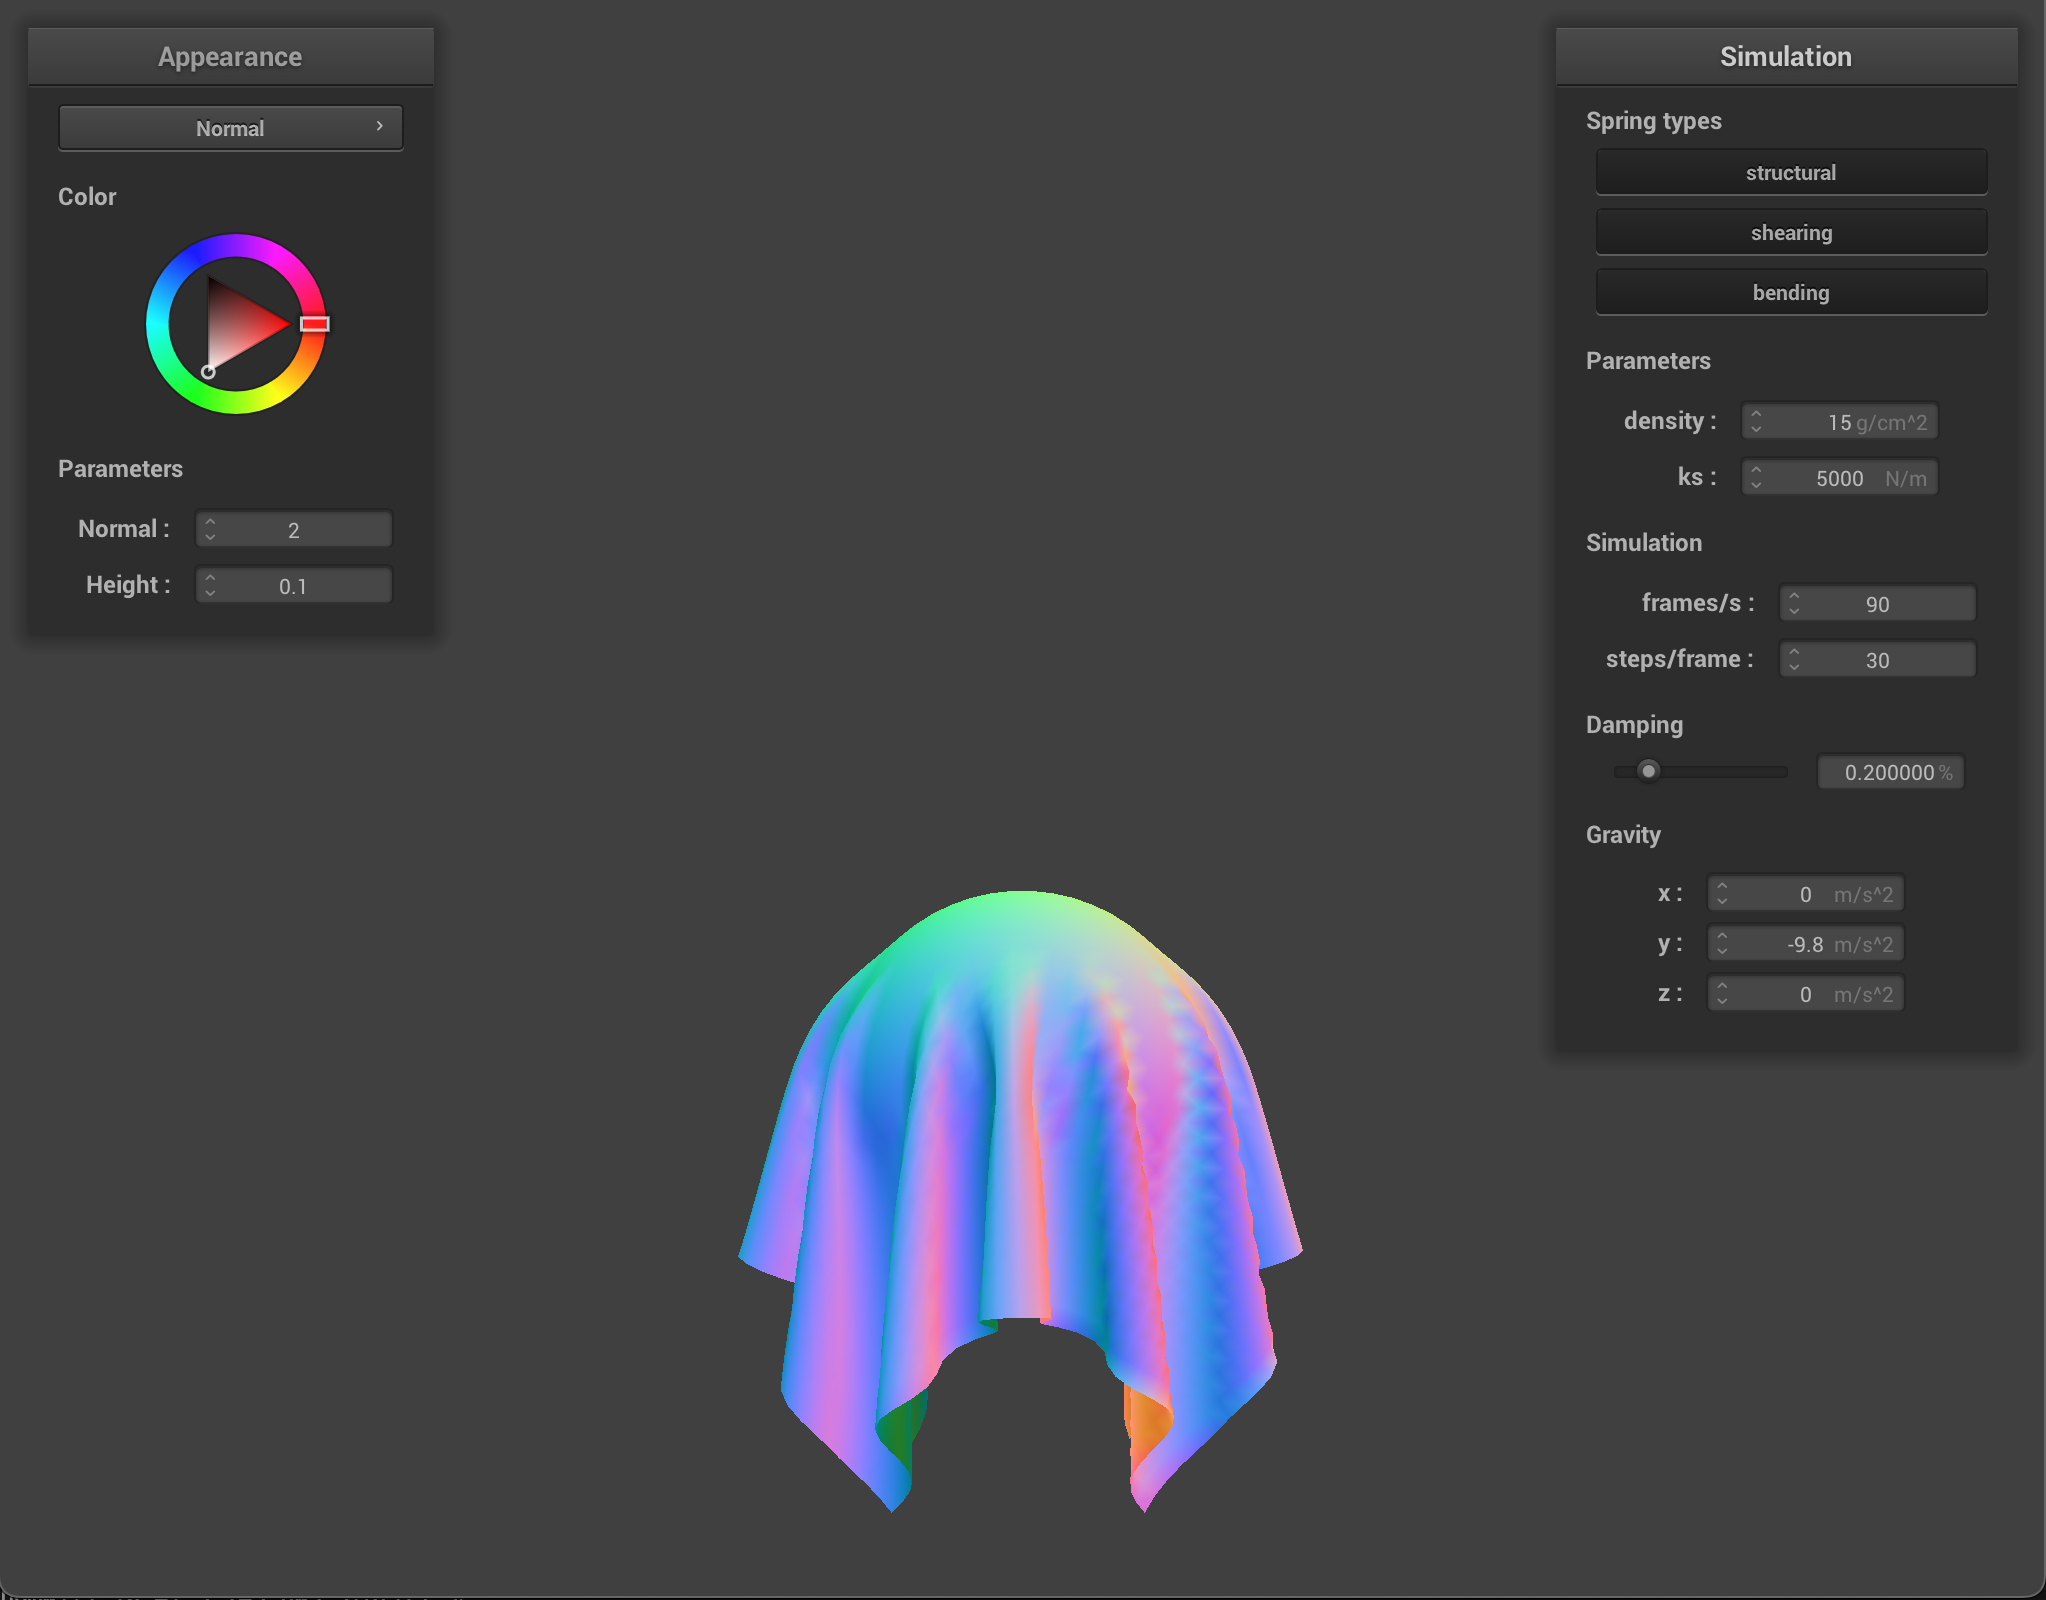 Appearance
Normal
Color
Parameters
Normal : 2
Height : 0.1
Simulation
Spring types
structural
shearing
bending
Parameters
density : 15 g/cm^2
ks : 5000 N/m
Simulation
frames/s : 90
steps/frame : 30
Damping
0.200000 %
Gravity
x : 0 m/s^2
y : -9.8 m/s^2
z : 0 m/s^2